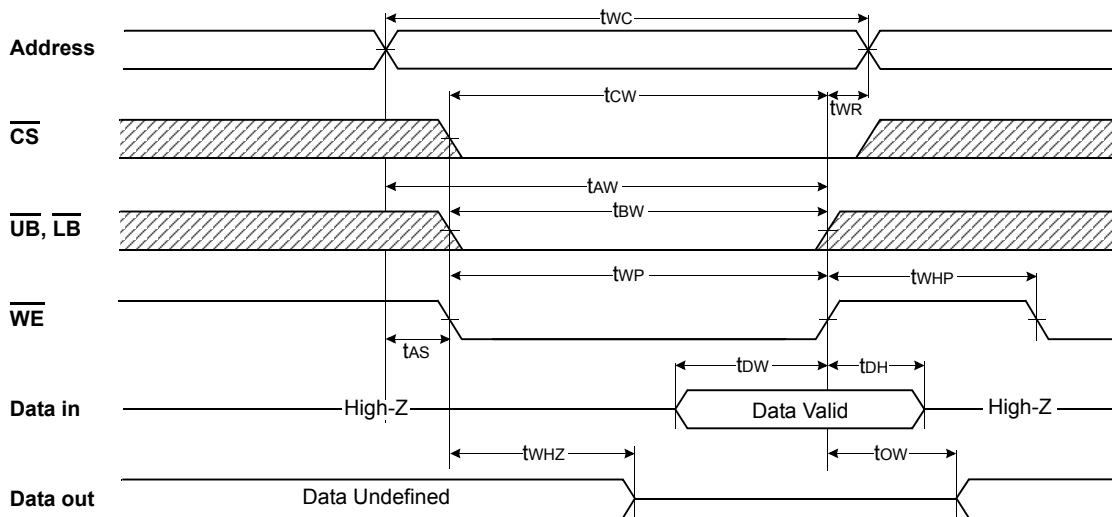 tWC
Address
tCW
tWR
CS
tAW
tBW
UB, LB
tWP
tWHP
WE
tAS
tDW
tDH
Data in
High-Z
Data Valid
High-Z
tWHZ
tOW
Data out
Data Undefined